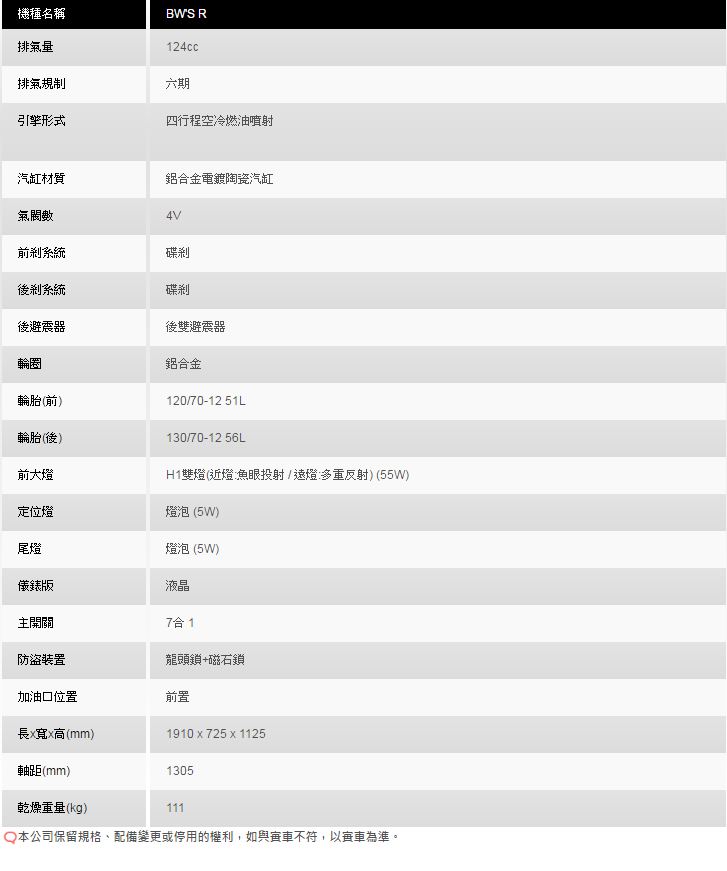 機種名稱 BW'S R
排氣量 124cc
排氣規制 六期
引擎形式 四行程空冷燃油噴射
汽缸材質 鋁合金電鍍陶瓷汽缸
氣閥數 4V
前剎系統 碟剎
後剎系統 碟剎
後避震器 後雙避震器
輪圈 鋁合金
輪胎(前) 120/70-12 51L
輪胎(後) 130/70-12 56L
前大燈 H1雙燈(近燈:魚眼投射 / 遠燈:多重反射) (55W)
定位燈 燈泡 (5W)
尾燈 燈泡 (5W)
儀錶版 液晶
主開關 7合 1
防盜裝置 龍頭鎖+磁石鎖
加油口位置 前置
長x寬x高(mm) 1910 x 725 x 1125
軸距(mm) 1305
乾燥重量(kg) 111
本公司保留規格、配備變更或停用的權利，如與實車不符，以實車為準。